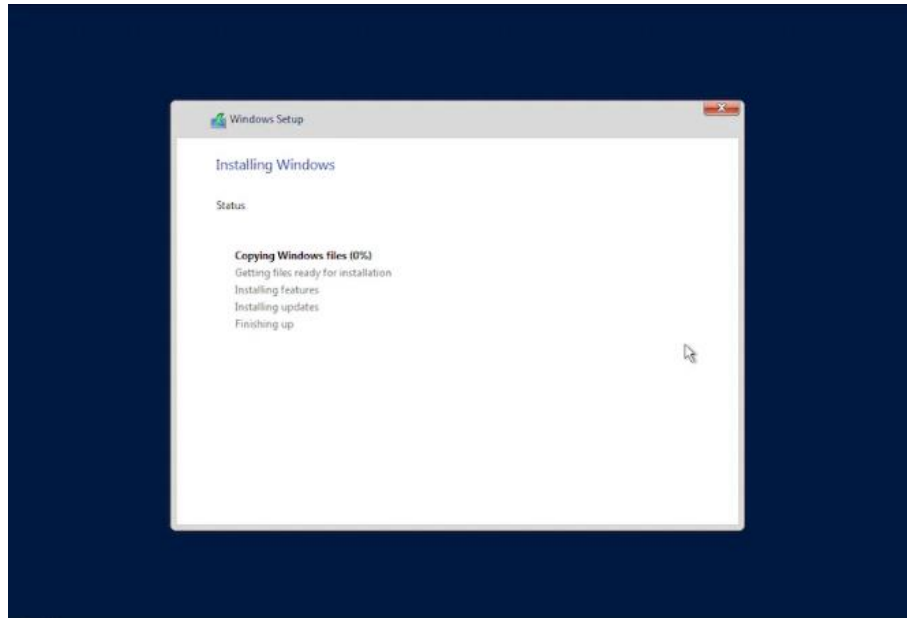 Windows Setup
Installing Windows
Status
Copying Windows files (0%)
Getting files ready for installation
Installing features
Installing updates
Finishing up